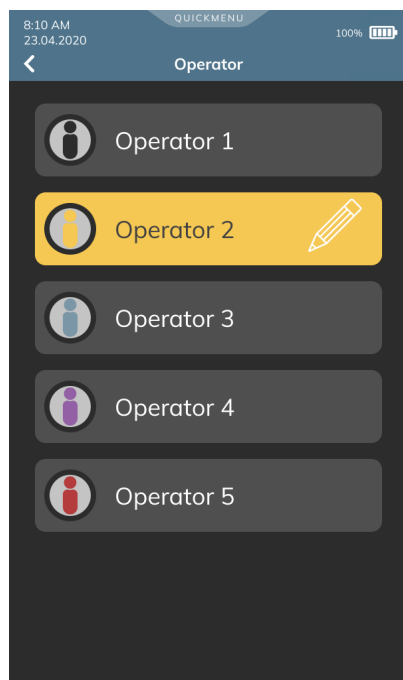 8:10 AM
QUICKMENU
100%
23.04.2020
Operator
Operator 1
Operator 2
Operator 3
Operator 4
Operator 5